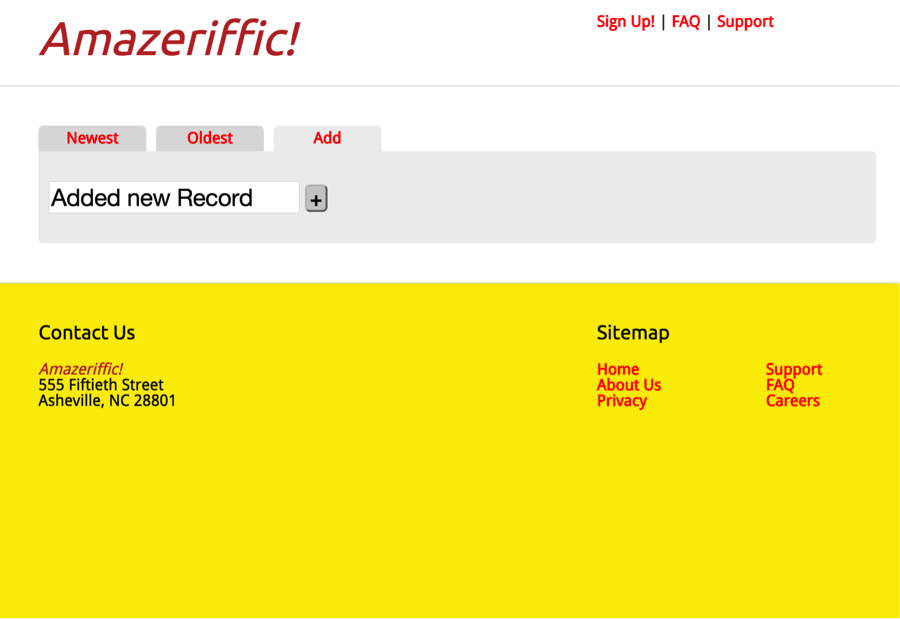 Amazeriffic!
Sign Up! | FAQ | Support
Newest Oldest Add
Added new Record +
Contact Us
Amazeriffic!
555 Fiftieth Street
Asheville, NC 28801
Sitemap
Home
About Us
Privacy
Support
FAQ
Careers